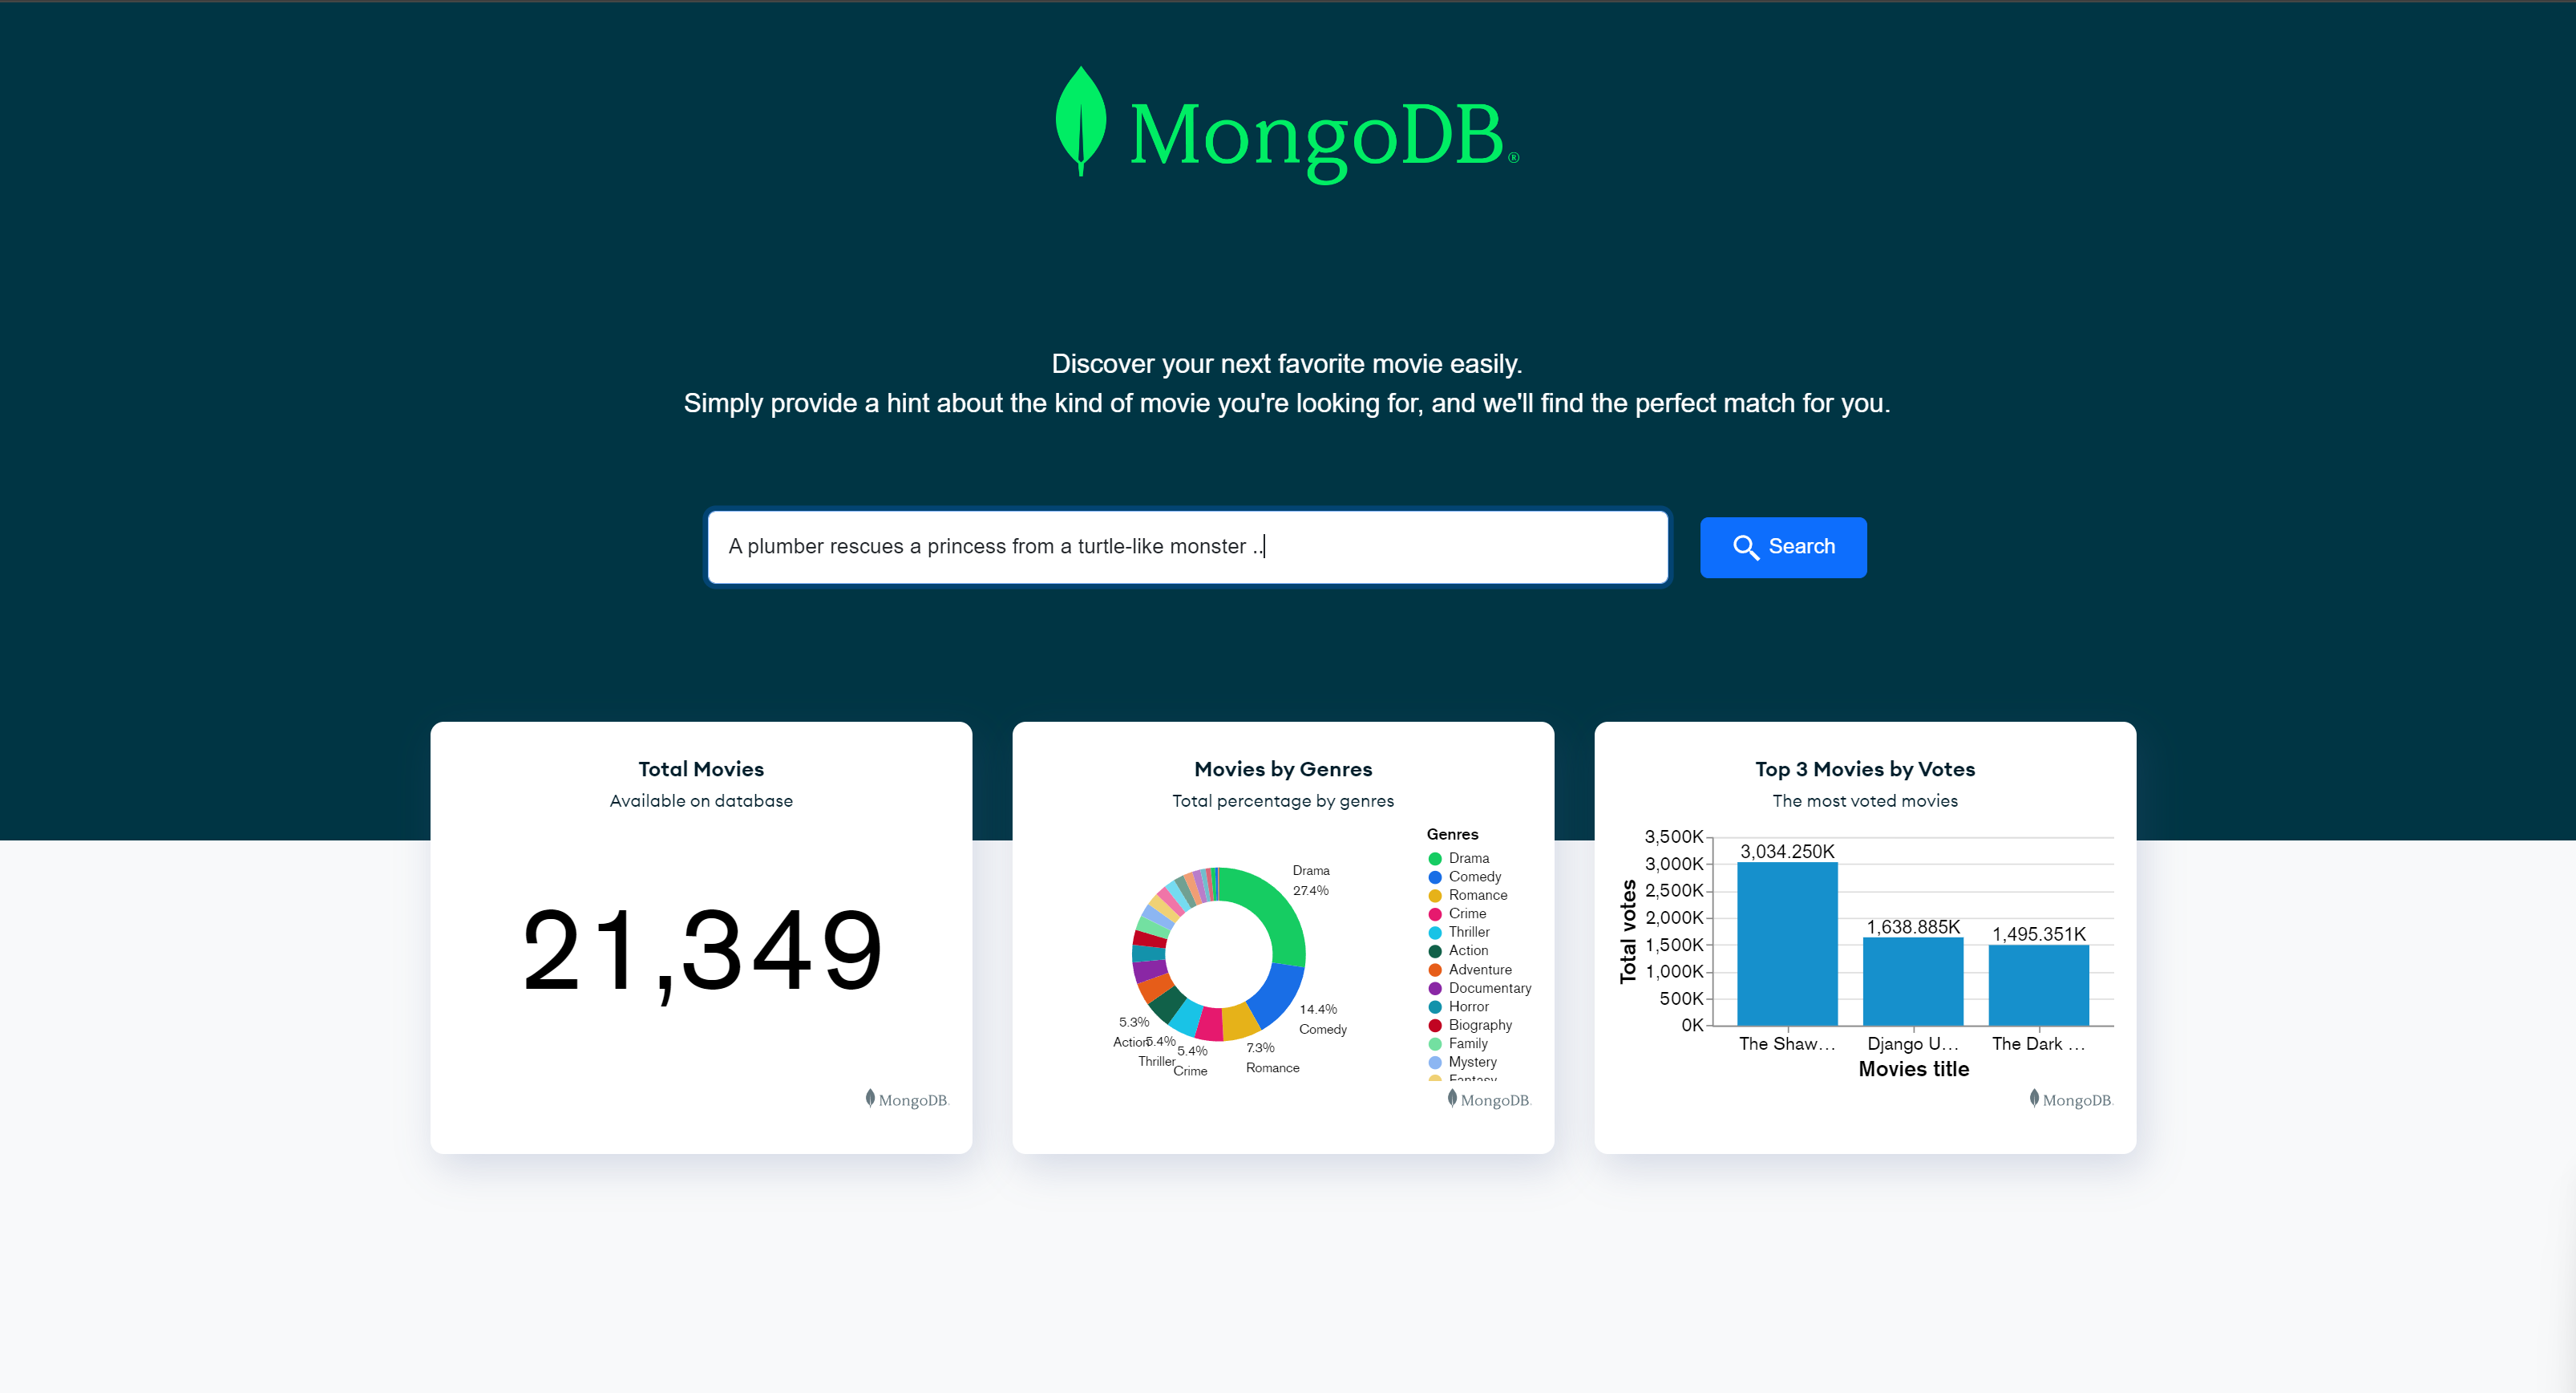 MongoDB®
Discover your next favorite movie easily.
Simply provide a hint about the kind of movie you're looking for, and we'll find the perfect match for you.
A plumber rescues a princess from a turtle-like monster ..
Search
Total Movies
Available on database
21,349
MongoDB.
Movies by Genres
Total percentage by genres
Drama
27.4%
14.4%
Comedy
7.3%
Romance
5.4%
Crime
5.4%
Thriller
5.3%
Action
Genres
Drama
Comedy
Romance
Crime
Thriller
Action
Adventure
Documentary
Horror
Biography
Family
Mystery
Fantasy
MongoDB.
Top 3 Movies by Votes
The most voted movies
Total votes
3,500K
3,000K
2,500K
2,000K
1,500K
1,000K
500K
0K
3,034.250K
1,638.885K
1,495.351K
The Shaw...
Django U...
The Dark ...
Movies title
MongoDB.